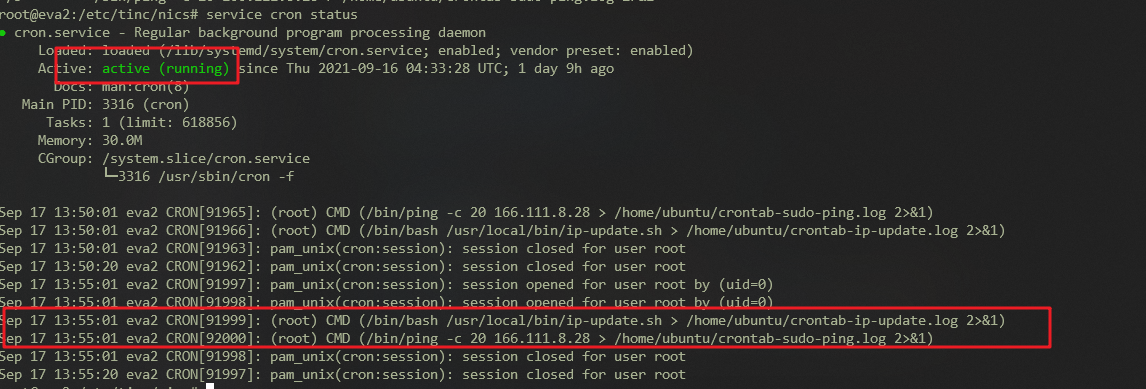 root@eva2:/etc/tinc/nics# service cron status
● cron.service - Regular background program processing daemon
Loaded: loaded (/lib/systemd/system/cron.service; enabled; vendor preset: enabled)
Active: active (running) since Thu 2021-09-16 04:33:28 UTC; 1 day 9h ago
Docs: man:cron(8)
Main PID: 3316 (cron)
Tasks: 1 (limit: 618856)
Memory: 30.0M
CGroup: /system.slice/cron.service
└─3316 /usr/sbin/cron -f
Sep 17 13:50:01 eva2 CRON[91965]: (root) CMD (/bin/ping -c 20 166.111.8.28 > /home/ubuntu/crontab-sudo-ping.log 2>&1)
Sep 17 13:50:01 eva2 CRON[91966]: (root) CMD (/bin/bash /usr/local/bin/ip-update.sh > /home/ubuntu/crontab-ip-update.log 2>&1)
Sep 17 13:50:01 eva2 CRON[91963]: pam_unix(cron:session): session closed for user root
Sep 17 13:50:20 eva2 CRON[91962]: pam_unix(cron:session): session closed for user root
Sep 17 13:55:01 eva2 CRON[91997]: pam_unix(cron:session): session opened for user root by (uid=0)
Sep 17 13:55:01 eva2 CRON[91998]: pam_unix(cron:session): session opened for user root by (uid=0)
Sep 17 13:55:01 eva2 CRON[91999]: (root) CMD (/bin/bash /usr/local/bin/ip-update.sh > /home/ubuntu/crontab-ip-update.log 2>&1)
Sep 17 13:55:01 eva2 CRON[92000]: (root) CMD (/bin/ping -c 20 166.111.8.28 > /home/ubuntu/crontab-sudo-ping.log 2>&1)
Sep 17 13:55:01 eva2 CRON[91998]: pam_unix(cron:session): session closed for user root
Sep 17 13:55:20 eva2 CRON[91997]: pam_unix(cron:session): session closed for user root